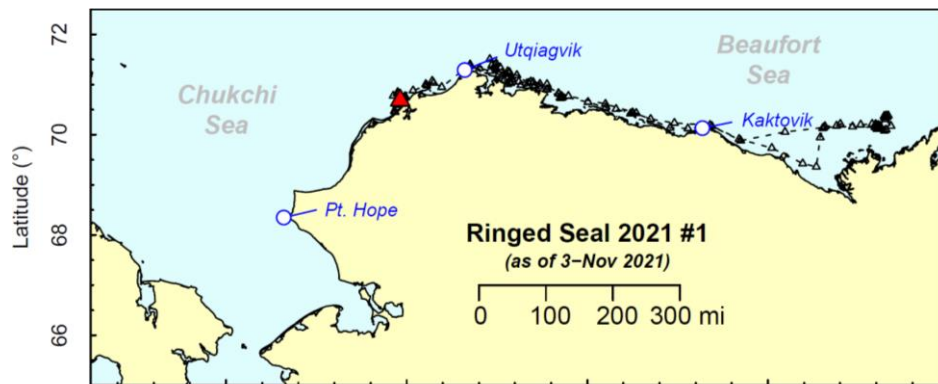 72
Utqiagvik
Beaufort
Sea
Chukchi
Sea
70
Kaktovik
Latitude (°)
Pt. Hope
68
Ringed Seal 2021 #1
(as of 3−Nov 2021)
0 100 200 300 mi
66